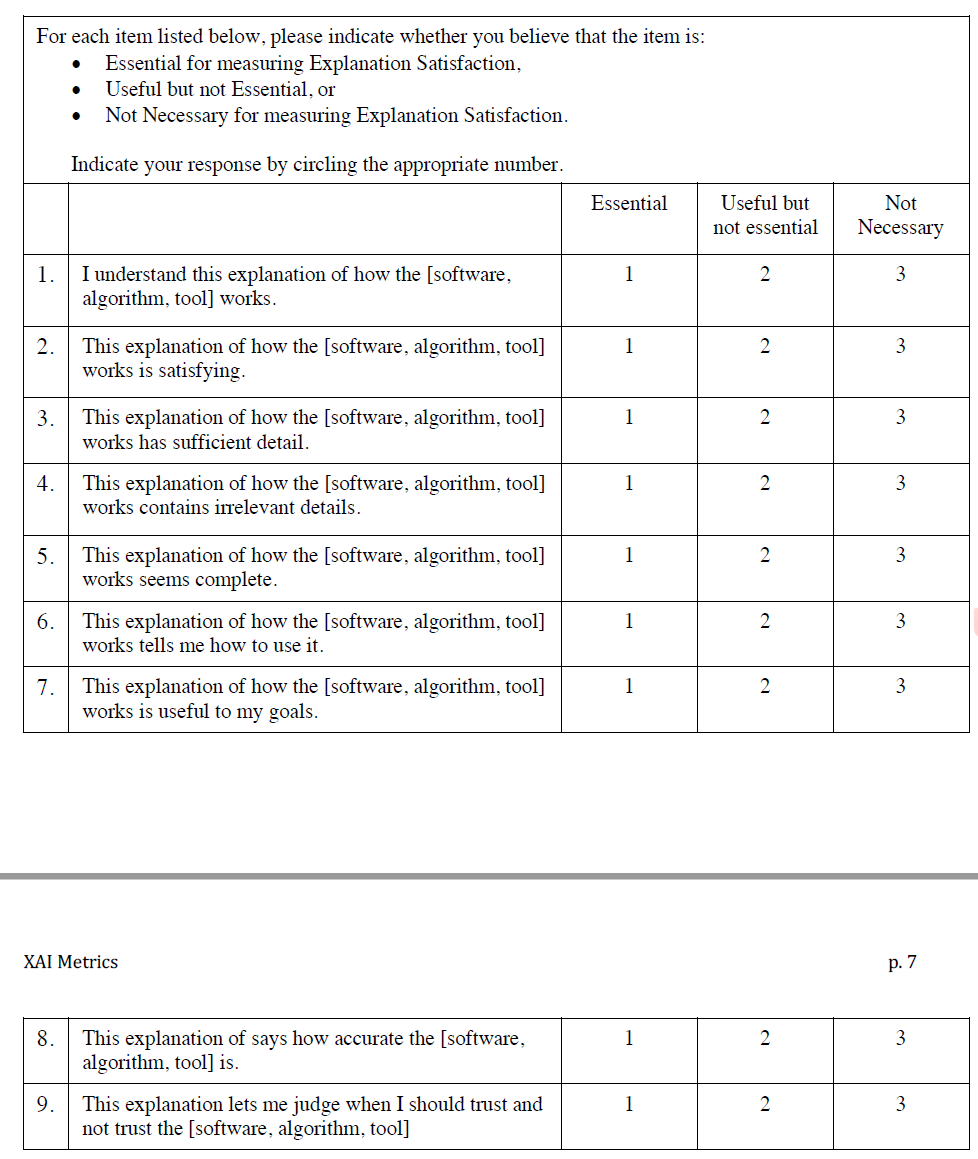 For each item listed below, please indicate whether you believe that the item is:
• Essential for measuring Explanation Satisfaction,
• Useful but not Essential, or
• Not Necessary for measuring Explanation Satisfaction.
Indicate your response by circling the appropriate number.
Essential Useful but Not
not essential Necessary
1. I understand this explanation of how the [software, 1 2 3
algorithm, tool] works.
2. This explanation of how the [software, algorithm, tool] 1 2 3
works is satisfying.
3. This explanation of how the [software, algorithm, tool] 1 2 3
works has sufficient detail.
4. This explanation of how the [software, algorithm, tool] 1 2 3
works contains irrelevant details.
5. This explanation of how the [software, algorithm, tool] 1 2 3
works seems complete.
6. This explanation of how the [software, algorithm, tool] 1 2 3
works tells me how to use it.
7. This explanation of how the [software, algorithm, tool] 1 2 3
works is useful to my goals.
XAI Metrics p. 7
8. This explanation of says how accurate the [software, 1 2 3
algorithm, tool] is.
9. This explanation lets me judge when I should trust and 1 2 3
not trust the [software, algorithm, tool]